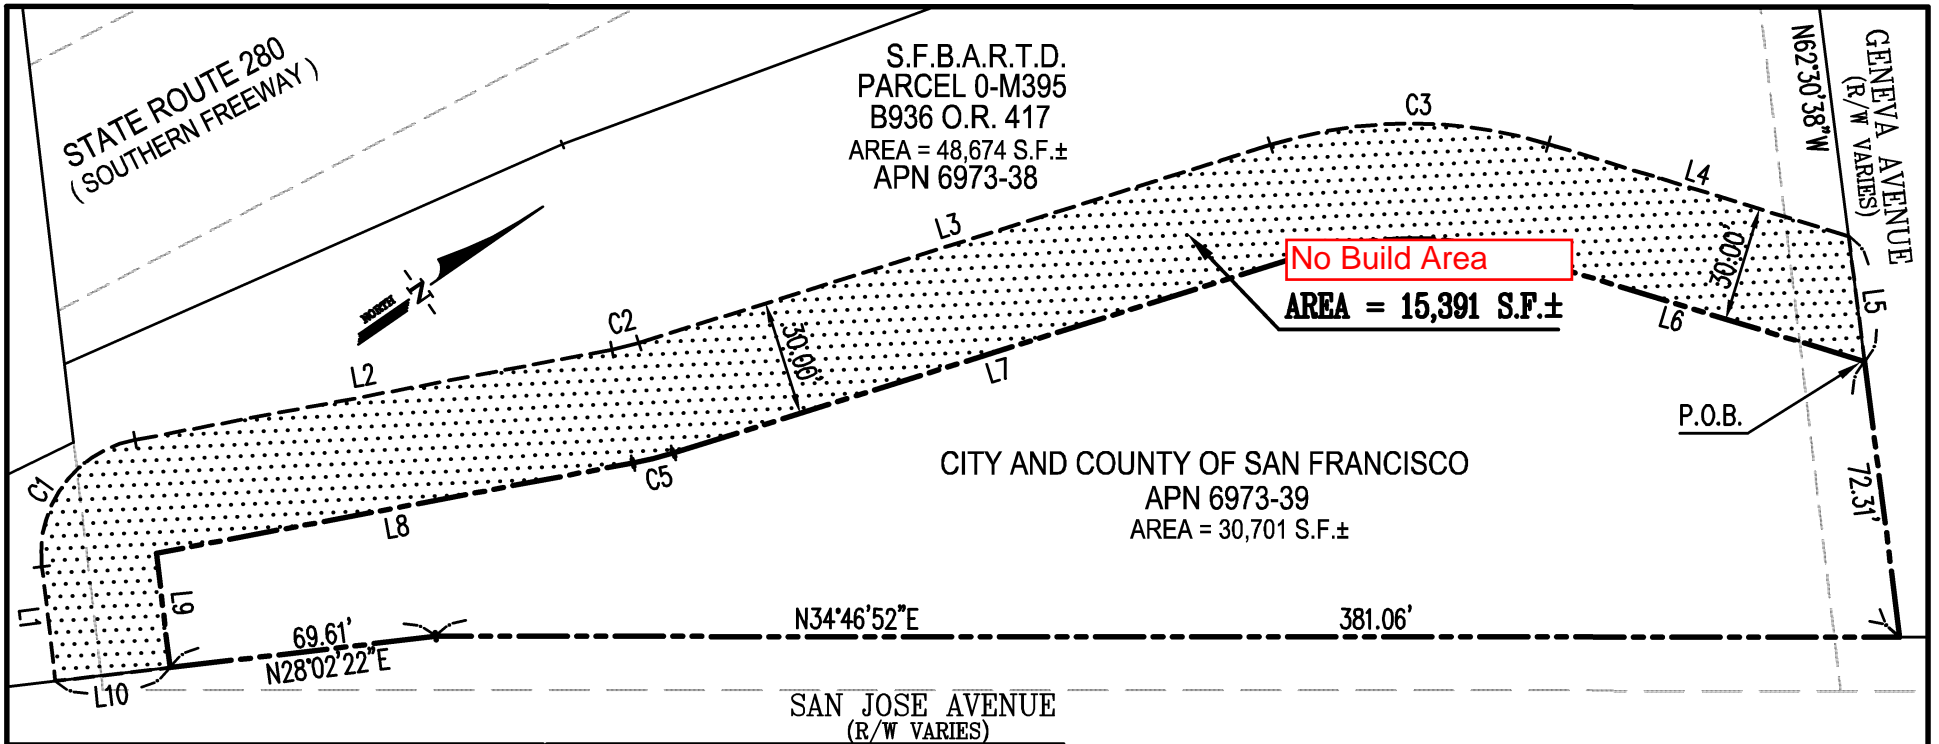 STATE ROUTE 280
( SOUTHERN FREEWAY )
S.F.B.A.R.T.D.
PARCEL 0-M395
B936 O.R. 417
AREA = 48,674 S.F.±
APN 6973-38
C3
N62°30'38"W
GENEVA AVENUE
(R/W VARIES)
L4
L3
No Build Area
AREA = 15,391 S.F.±
30.00'
L5
L6
NORTH
N
C2
30.00'
L2
L7
P.O.B.
C1
C5
L8
CITY AND COUNTY OF SAN FRANCISCO
APN 6973-39
AREA = 30,701 S.F.±
72.31'
L1
L9
69.61'
N28°02'22"E
N34°46'52"E
381.06'
L10
SAN JOSE AVENUE
(R/W VARIES)